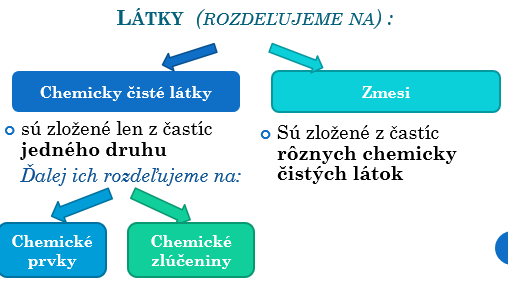 LÁTKY (ROZDEĽUJEME NA) :
Chemicky čisté látky
Zmesi
sú zložené len z častíc
jedného druhu
Ďalej ich rozdeľujeme na:
Sú zložené z častíc
rôznych chemicky
čistých látok
Chemické
prvky
Chemické
zlúčeniny